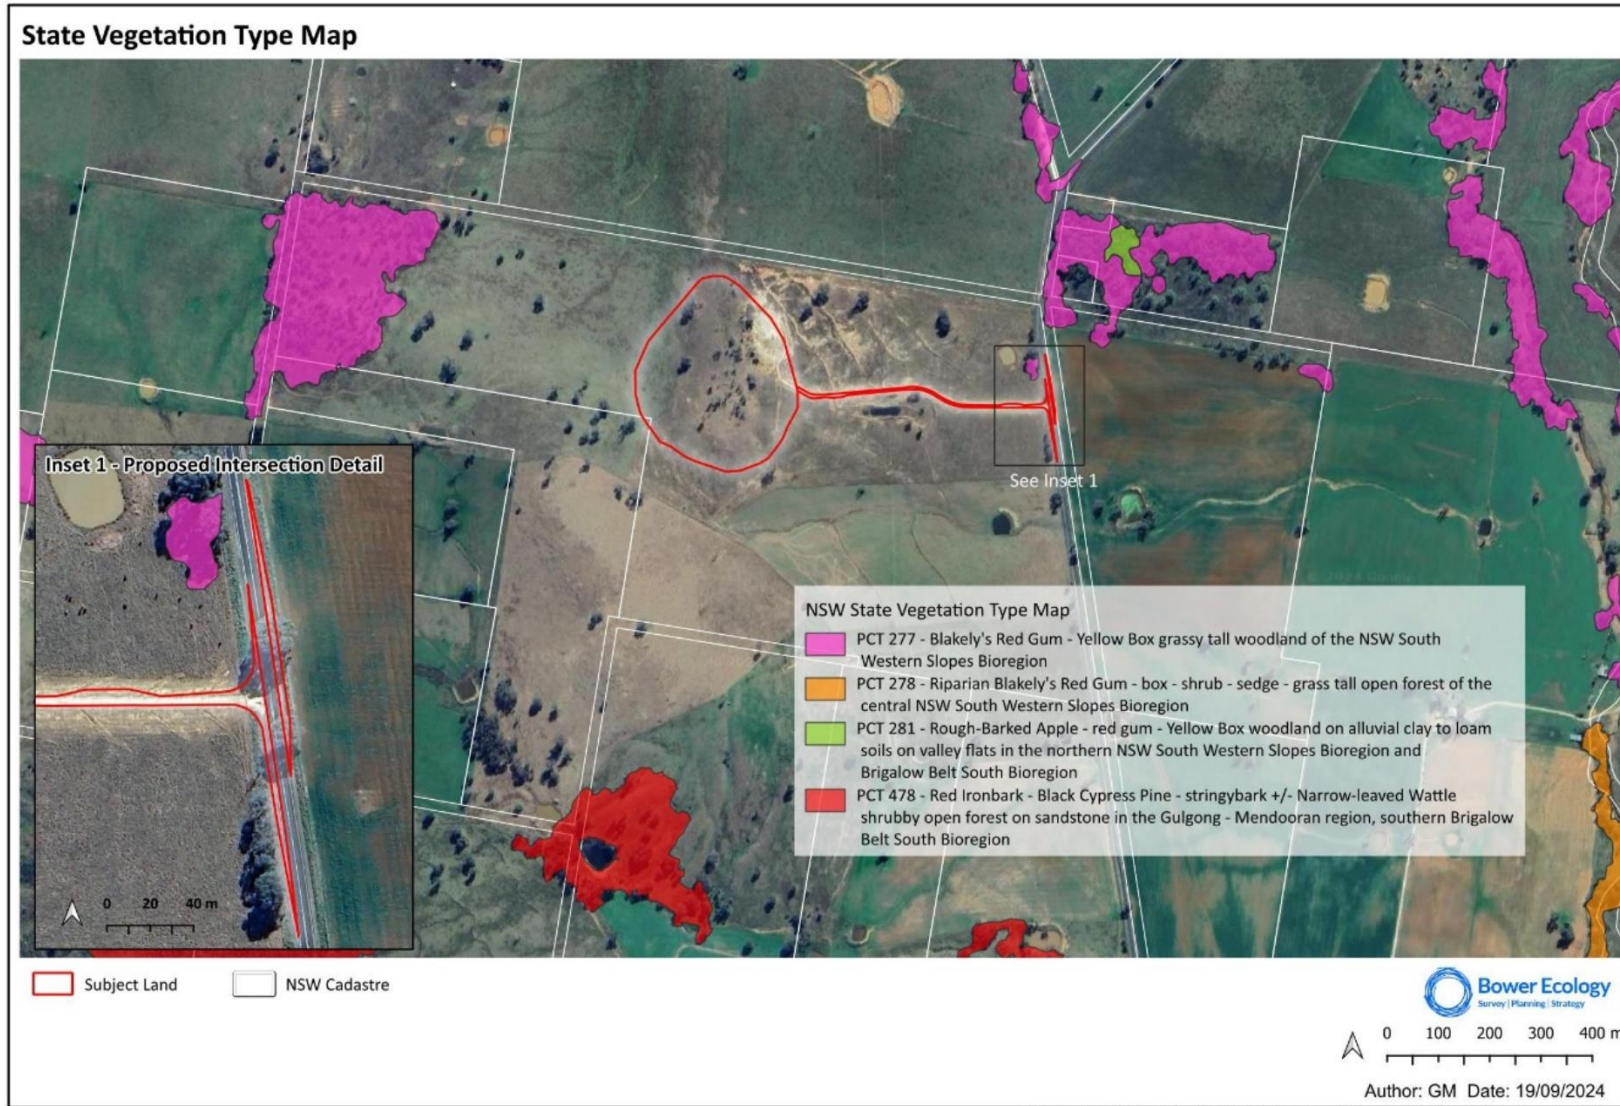 State Vegetation Type Map
Inset 1 - Proposed Intersection Detail
See Inset 1
0 20 40 m
NSW State Vegetation Type Map
PCT 277 - Blakely's Red Gum - Yellow Box grassy tall woodland of the NSW South
Western Slopes Bioregion
PCT 278 - Riparian Blakely's Red Gum - box - shrub - sedge - grass tall open forest of the
central NSW South Western Slopes Bioregion
PCT 281 - Rough-Barked Apple - red gum - Yellow Box woodland on alluvial clay to loam
soils on valley flats in the northern NSW South Western Slopes Bioregion and
Brigalow Belt South Bioregion
PCT 478 - Red Ironbark - Black Cypress Pine - stringybark +/- Narrow-leaved Wattle
shrubby open forest on sandstone in the Gulgong - Mendooran region, southern Brigalow
Belt South Bioregion
Subject Land
NSW Cadastre
Bower Ecology
Survey | Planning | Strategy
0 100 200 300 400 m
Author: GM Date: 19/09/2024